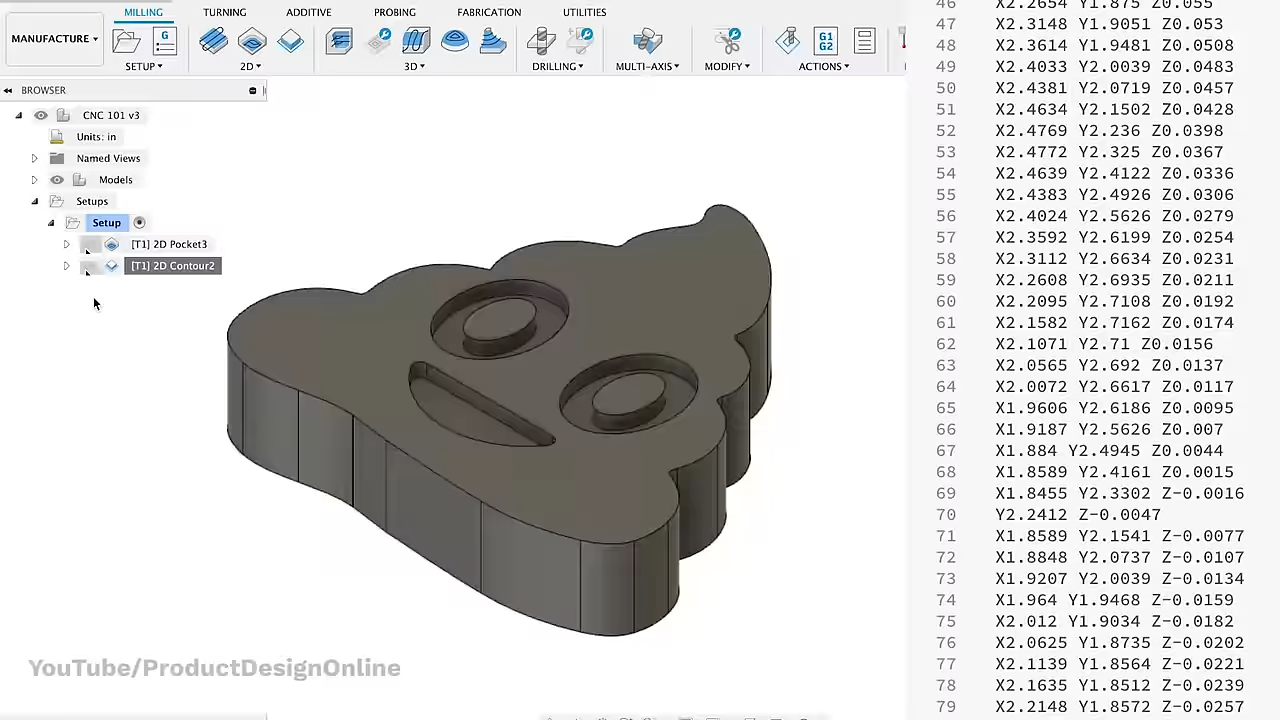 MILLING TURNING ADDITIVE PROBING FABRICATION UTILITIES
MANUFACTURE
G
G1
G2
SETUP 2D 3D DRILLING MULTI-AXIS MODIFY ACTIONS
BROWSER
CNC 101 v3
Units: in
Named Views
Models
Setups
Setup
[T1] 2D Pocket3
[T1] 2D Contour2
YouTube/ProductDesignOnline
46 X2.2654 Y1.875 Z0.055
47 X2.3148 Y1.9051 Z0.053
48 X2.3614 Y1.9481 Z0.0508
49 X2.4033 Y2.0039 Z0.0483
50 X2.4381 Y2.0719 Z0.0457
51 X2.4634 Y2.1502 Z0.0428
52 X2.4769 Y2.236 Z0.0398
53 X2.4772 Y2.325 Z0.0367
54 X2.4639 Y2.4122 Z0.0336
55 X2.4383 Y2.4926 Z0.0306
56 X2.4024 Y2.5626 Z0.0279
57 X2.3592 Y2.6199 Z0.0254
58 X2.3112 Y2.6634 Z0.0231
59 X2.2608 Y2.6935 Z0.0211
60 X2.2095 Y2.7108 Z0.0192
61 X2.1582 Y2.7162 Z0.0174
62 X2.1071 Y2.71 Z0.0156
63 X2.0565 Y2.692 Z0.0137
64 X2.0072 Y2.6617 Z0.0117
65 X1.9606 Y2.6186 Z0.0095
66 X1.9187 Y2.5626 Z0.007
67 X1.884 Y2.4945 Z0.0044
68 X1.8589 Y2.4161 Z0.0015
69 X1.8455 Y2.3302 Z-0.0016
70 Y2.2412 Z-0.0047
71 X1.8589 Y2.1541 Z-0.0077
72 X1.8848 Y2.0737 Z-0.0107
73 X1.9207 Y2.0039 Z-0.0134
74 X1.964 Y1.9468 Z-0.0159
75 X2.012 Y1.9034 Z-0.0182
76 X2.0625 Y1.8735 Z-0.0202
77 X2.1139 Y1.8564 Z-0.0221
78 X2.1635 Y1.8512 Z-0.0239
79 X2.2148 Y1.8572 Z-0.0257